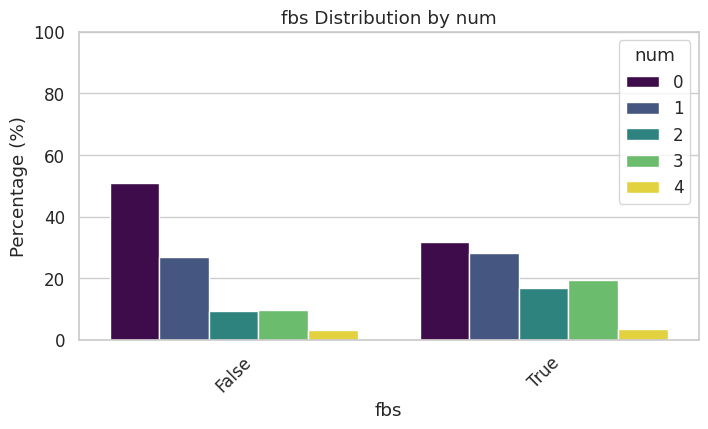 fbs Distribution by num
Percentage (%)
100
80
60
40
20
0
num
0
1
2
3
4
False
True
fbs